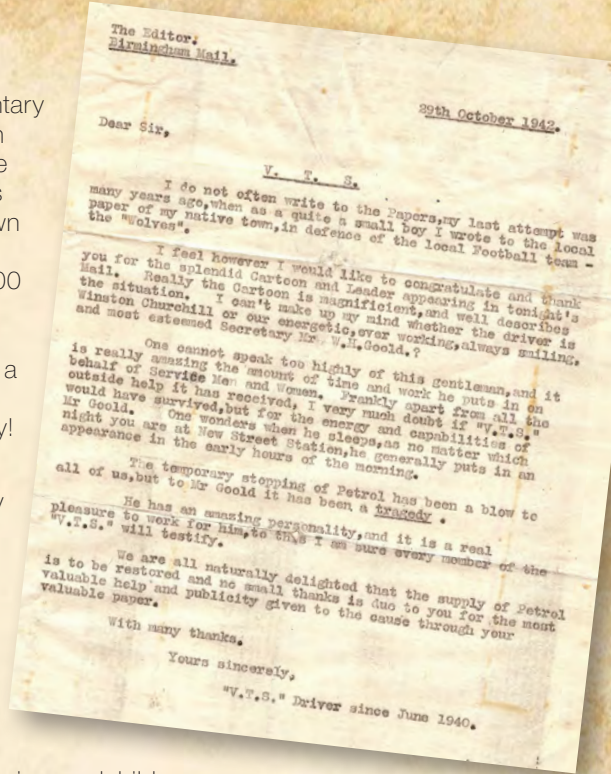 ntary
n
e
s
wn
00
a
y!
y
The Editor.
Birmingham Mail.
29th October 1942.
Dear Sir,
V. T. S.
I do not often write to the Papers,my last attempt was
many years ago,when as a quite a small boy I wrote to the local
paper of my native town,in defence of the local Football team -
the "Wolves".
I feel however I would like to congratulate and thank
you for the splendid Cartoon and Leader appearing in tonight's
Mail. Really the Cartoon is magnificient,and well describes
the situation. I can't make up my mind whether the driver is
Winston Churchill or our energetic,ever working,always smiling,
and most esteemed Secretary Mr. W.H.Goold.?
One cannot speak too highly of this gentleman,and it
is really amazing the amount of time and work he puts in on
behalf of Service Men and Women. Frankly apart from all the
outside help it has received, I very much doubt if "V.T.S."
would have survived,but for the energy and capabilities of
Mr Goold. One wonders when he sleeps,as no matter which
night you are at New Street Station,he generally puts in an
appearance in the early hours of the morning.
The temporary stopping of Petrol has been a blow to
all of us,but to Mr Goold it has been a tragedy .
He has an amazing personality,and it is a real
pleasure to work for him,to this I am sure every member of the
"V.T.S." will testify.
We are all naturally delighted that the supply of Petrol
is to be restored and no small thanks is due to you for the most
valuable help and publicity given to the cause through your
valuable paper.
With many thanks.
Yours sincerely,
"V.T.S." Driver since June 1940.